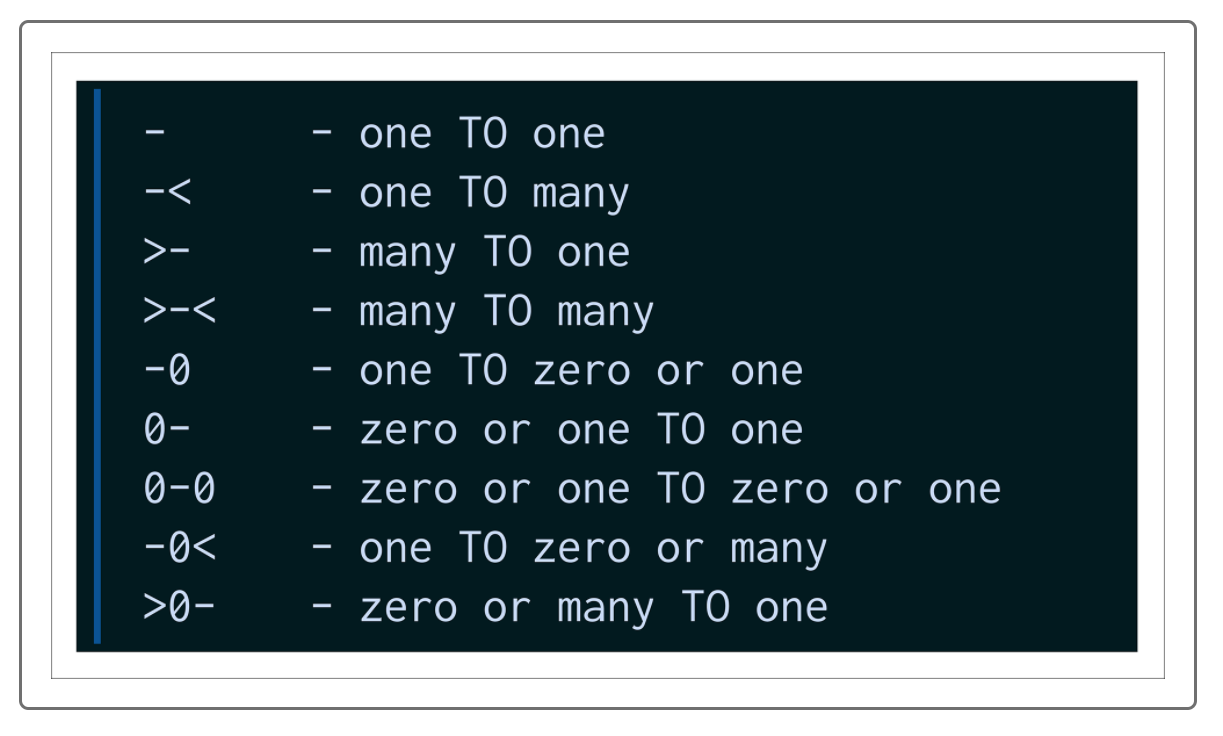 -      - one TO one
-<     - one TO many
>-     - many TO one
>-<    - many TO many
-0     - one TO zero or one
0-     - zero or one TO one
0-0    - zero or one TO zero or one
-0<    - one TO zero or many
>0-    - zero or many TO one